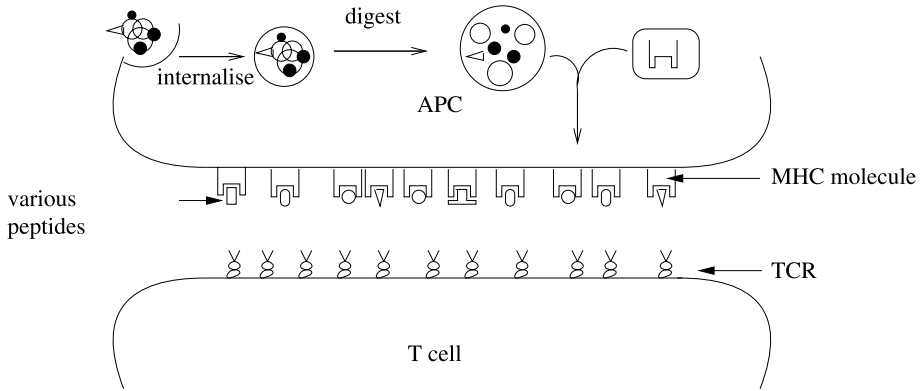 digest
internalise
APC
MHC molecule
various
peptides
TCR
T cell